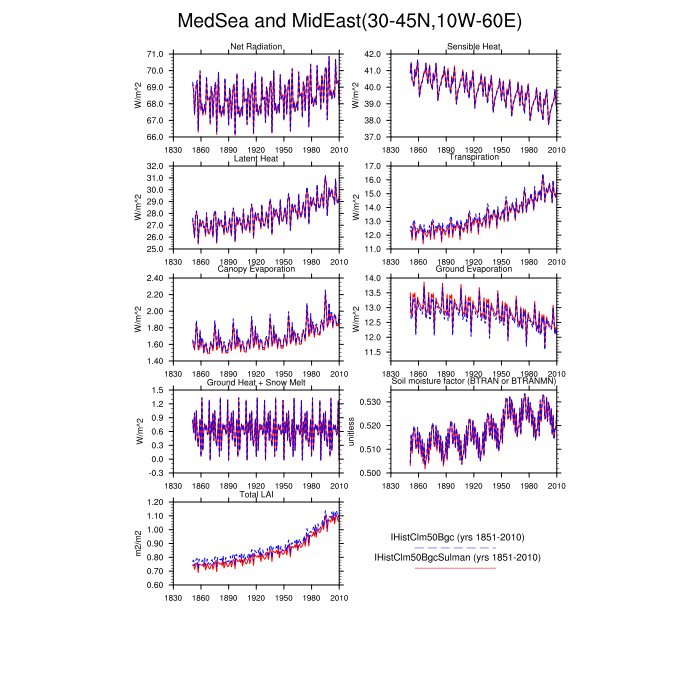 MedSea and MidEast(30-45N,10W-60E)
Net Radiation
Sensible Heat
71.0
70.0
69.0
68.0
67.0
66.0
W/m^2
1830 1860 1890 1920 1950 1980 2010
42.0
41.0
40.0
39.0
38.0
37.0
W/m^2
1830 1860 1890 1920 1950 1980 2010
Latent Heat
Transpiration
32.0
31.0
30.0
29.0
28.0
27.0
26.0
25.0
W/m^2
1830 1860 1890 1920 1950 1980 2010
17.0
16.0
15.0
14.0
13.0
12.0
11.0
W/m^2
1830 1860 1890 1920 1950 1980 2010
Canopy Evaporation
Ground Evaporation
2.40
2.20
2.00
1.80
1.60
1.40
W/m^2
1830 1860 1890 1920 1950 1980 2010
14.0
13.5
13.0
12.5
12.0
11.5
W/m^2
1830 1860 1890 1920 1950 1980 2010
Ground Heat + Snow Melt
Soil moisture factor (BTRAN or BTRANMN)
1.5
1.2
0.9
0.6
0.3
0.0
-0.3
W/m^2
1830 1860 1890 1920 1950 1980 2010
0.530
0.520
0.510
0.500
unitless
1830 1860 1890 1920 1950 1980 2010
Total LAI
1.20
1.10
1.00
0.90
0.80
0.70
0.60
m2/m2
1830 1860 1890 1920 1950 1980 2010
IHistClm50Bgc (yrs 1851-2010)
IHistClm50BgcSulman (yrs 1851-2010)